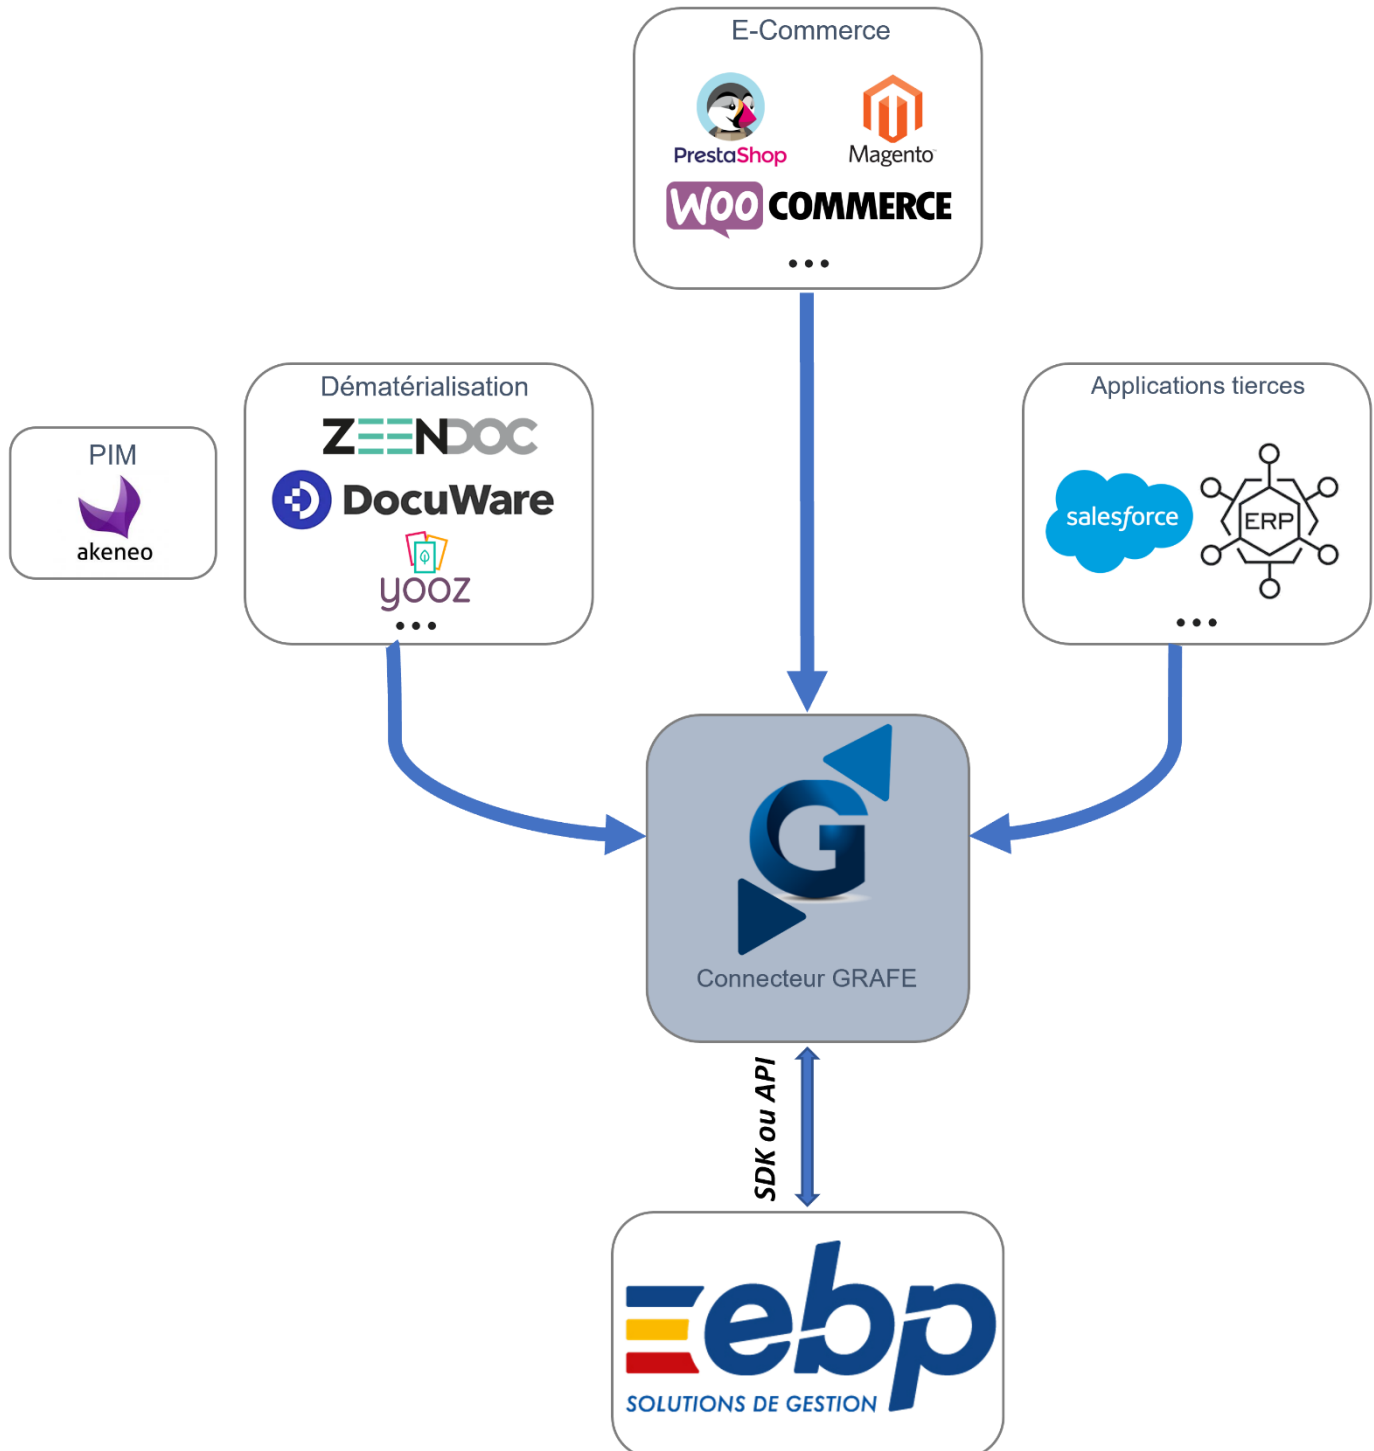 E-Commerce
PrestaShop
Magento
WOO COMMERCE
...
Dématérialisation
ZEENDOC
DocuWare
yooz
...
PIM
akeneo
Applications tierces
salesforce
ERP
...
G
Connecteur GRAFE
SDK ou API
ebp
SOLUTIONS DE GESTION